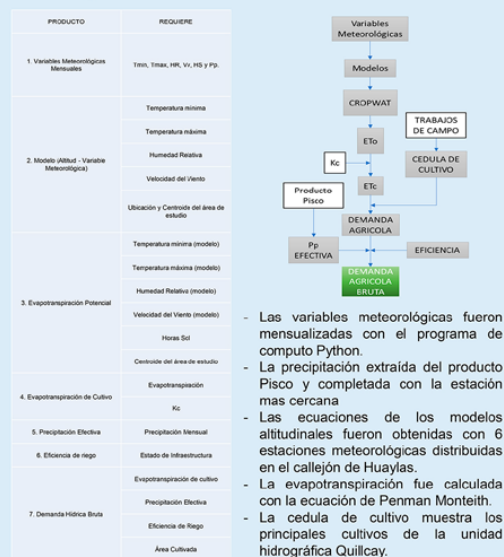 PRODUCTO
REQUIERE
1. Variables Meteorológicas
Mensuales
Tmin, Tmax, HR, Vv, HS y Pp.
2. Modelo (Altitud - Variable
Meteorológica)
Temperatura mínima
Temperatura máxima
Humedad Relativa
Velocidad del Viento
Ubicación y Centroide del área de
estudio
3. Evapotranspiración Potencial
Temperatura mínima (modelo)
Temperatura máxima (modelo)
Humedad Relativa (modelo)
Velocidad del Viento (modelo)
Horas Sol
Centroide del área de estudio
4. Evapotranspiración de Cultivo
Evapotranspiración
Kc
5. Precipitación Efectiva
Precipitación Mensual
6. Eficiencia de riego
Estado de Infraestructura
7. Demanda Hídrica Bruta
Evapotranspiración de cultivo
Precipitación Efectiva
Eficiencia de Riego
Área Cultivada
Variables
Meteorológicas
Modelos
CROPWAT
TRABAJOS
DE CAMPO
ETo
Kc
CEDULA DE
CULTIVO
ETc
Producto
Pisco
DEMANDA
AGRICOLA
Pp
EFECTIVA
EFICIENCIA
DEMANDA
AGRICOLA
BRUTA
- Las variables meteorológicas fueron
mensualizadas con el programa de
computo Python.
- La precipitación extraída del producto
Pisco y completada con la estación
mas cercana
- Las ecuaciones de los modelos
altitudinales fueron obtenidas con 6
estaciones meteorológicas distribuidas
en el callejón de Huaylas.
- La evapotranspiración fue calculada
con la ecuación de Penman Monteith.
- La cedula de cultivo muestra los
principales cultivos de la unidad
hidrográfica Quillcay.